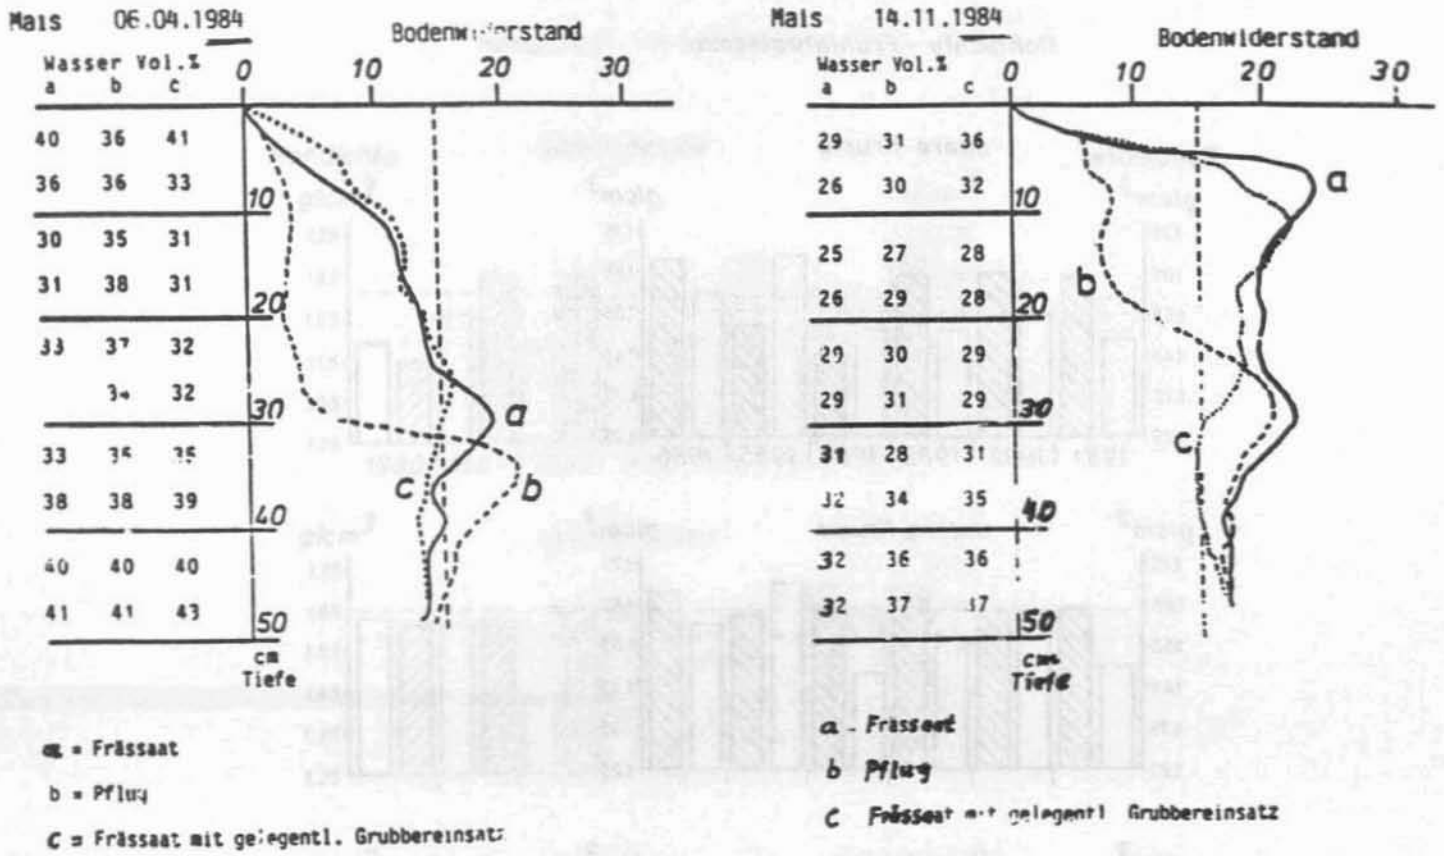 Mais 06.04.1984
Bodenwiderstand
Wasser Vol.%
a b c
0 10 20 30
40 36 41
36 36 33
10
30 35 31
31 38 31
20
33 37 32
34 32
30
a
33 35 35
c b
38 38 39
40
40 40 40
41 41 43
50
cm
Tiefe
a = Frässaat
b = Pflug
c = Frässaat mit gelegentl. Grubbereinsatz
Mais 14.11.1984
Bodenwiderstand
Wasser Vol.%
a b c
0 10 20 30
29 31 36
a
26 30 32
10
25 27 28
b
26 29 28
20
29 30 29
29 31 29
30
c
31 28 31
32 34 35
40
32 36 36
32 37 37
50
cm
Tiefe
a - Frässaat
b Pflug
c Frässaat mit gelegentl Grubbereinsatz